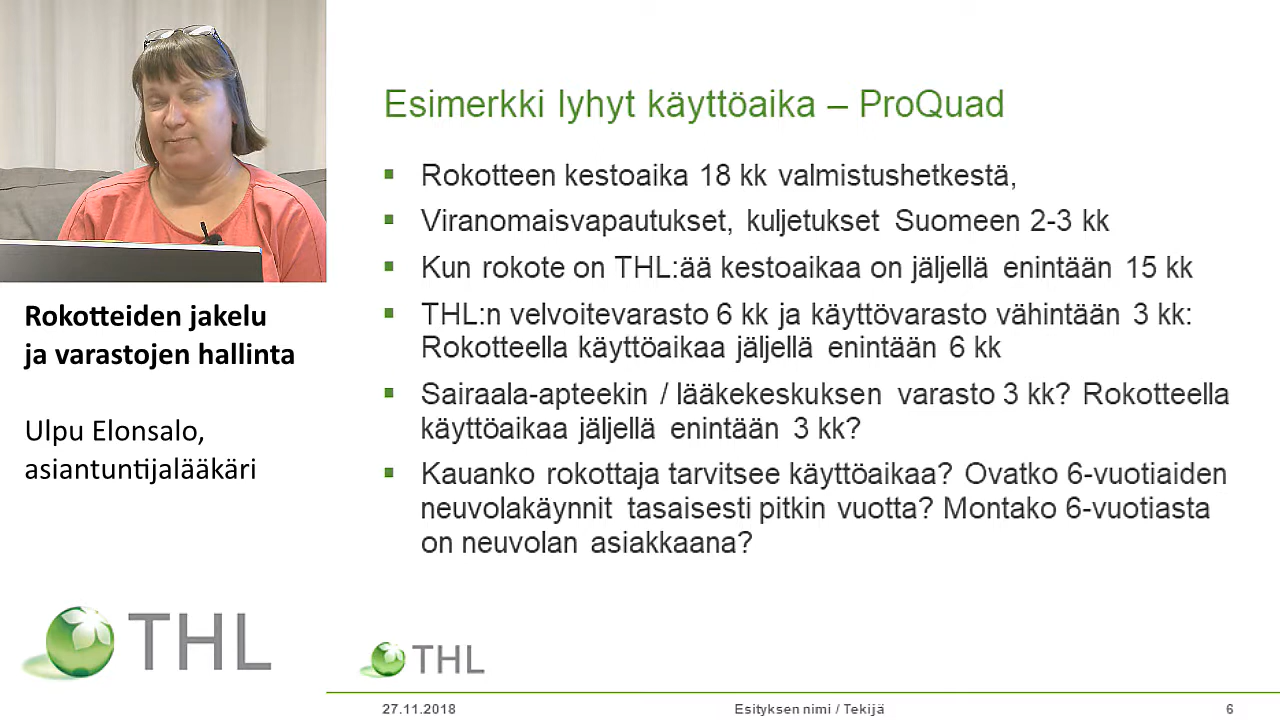 Esimerkki lyhyt käyttöaika – ProQuad
▪ Rokotteen kestoaika 18 kk valmistushetkestä,
▪ Viranomaisvapautukset, kuljetukset Suomeen 2-3 kk
▪ Kun rokote on THL:ää kestoaikaa on jäljellä enintään 15 kk
▪ THL:n velvoitevarasto 6 kk ja käyttövarasto vähintään 3 kk:
Rokotteella käyttöaikaa jäljellä enintään 6 kk
▪ Sairaala-apteekin / lääkekeskuksen varasto 3 kk? Rokotteella
käyttöaikaa jäljellä enintään 3 kk?
▪ Kauanko rokottaja tarvitsee käyttöaikaa? Ovatko 6-vuotiaiden
neuvolakäynnit tasaisesti pitkin vuotta? Montako 6-vuotiasta
on neuvolan asiakkaana?
Rokotteiden jakelu
ja varastojen hallinta
Ulpu Elonsalo,
asiantuntijalääkäri
THL
THL
27.11.2018
Esityksen nimi / Tekijä
6